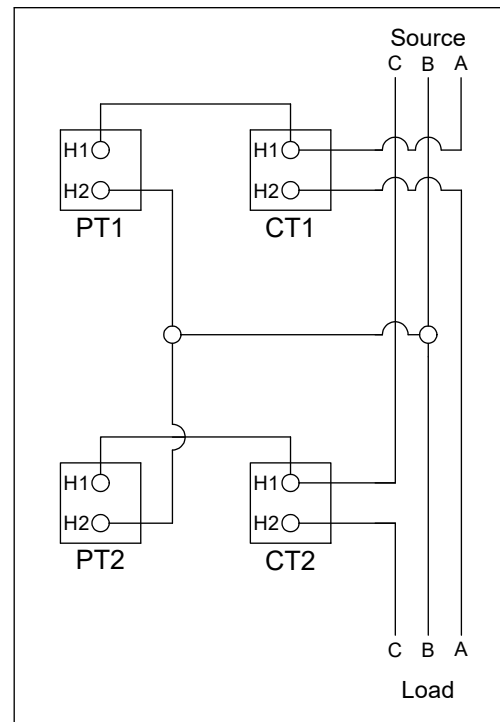 Source
C B A
H1 H1
H2 H2
PT1 CT1
H1 H1
H2 H2
PT2 CT2
C B A
Load